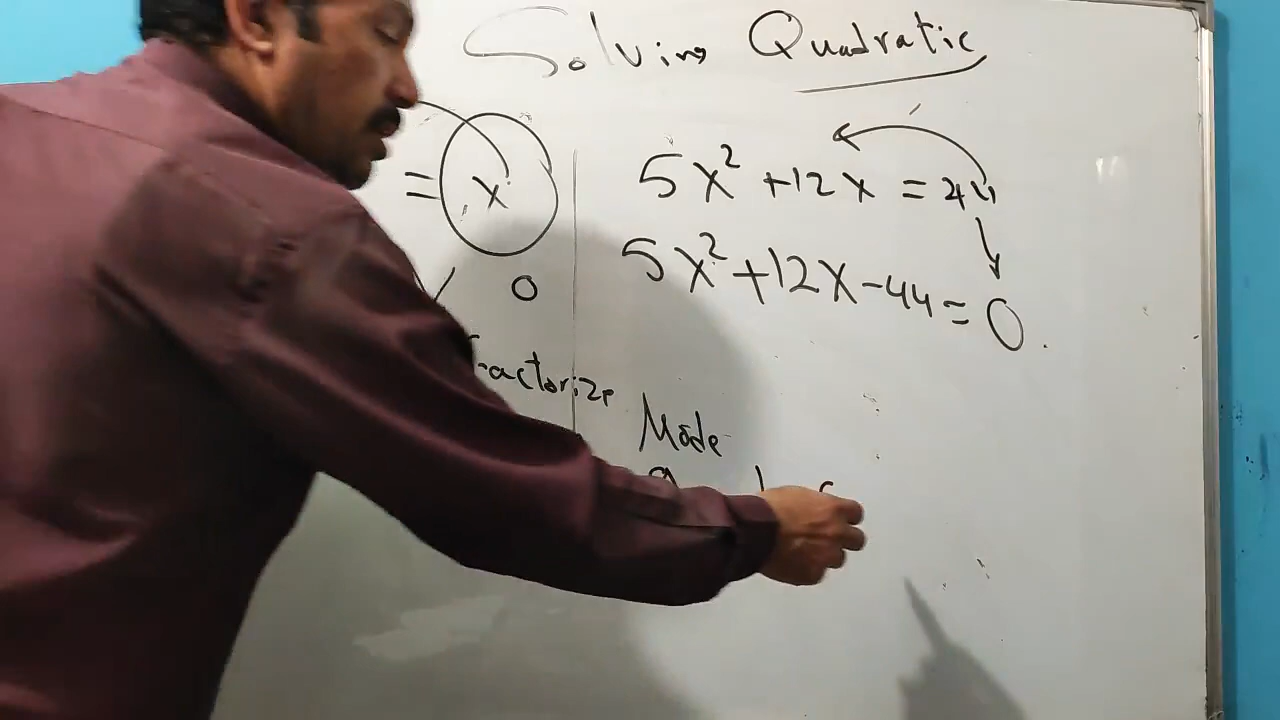 Solving Quadratic
5x² + 12x = 44
= x
5x² + 12x - 44 = 0
0
Factorize
Mode